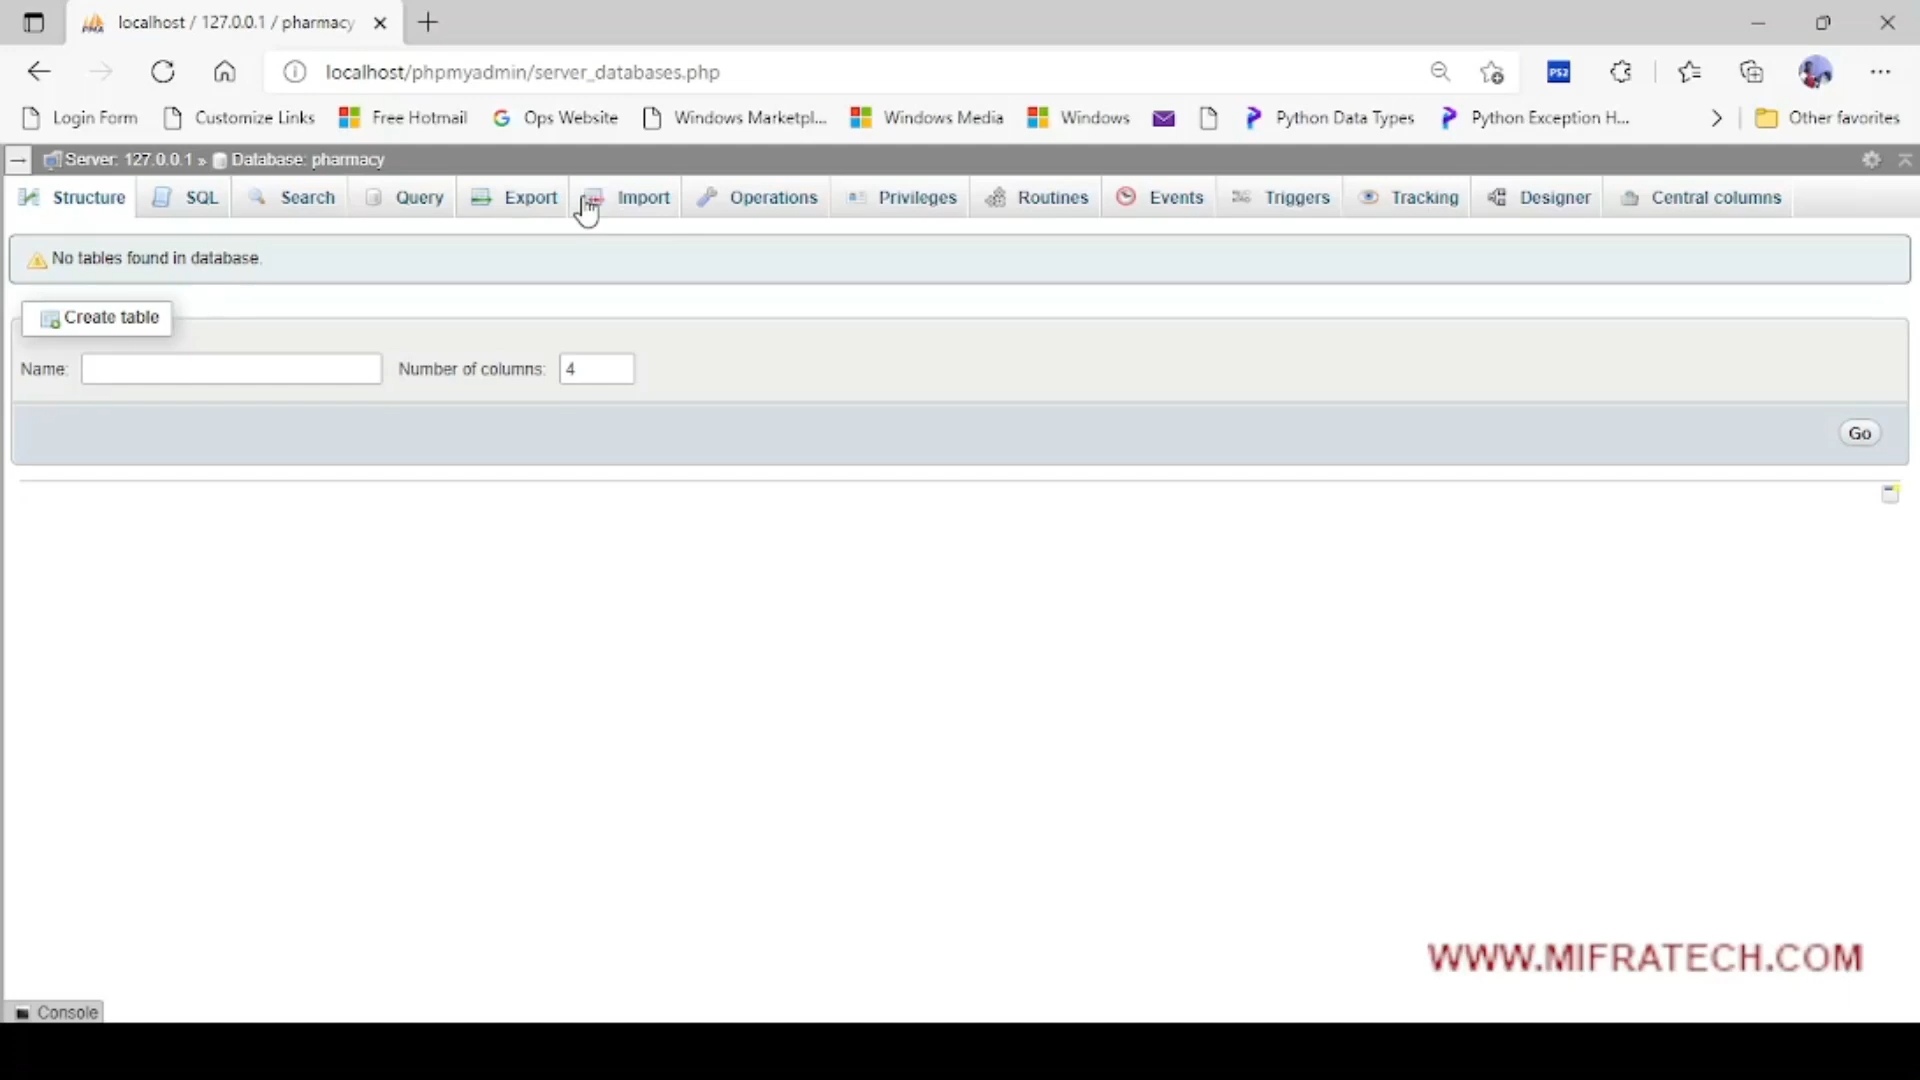 localhost / 127.0.0.1 / pharmacy
localhost/phpmyadmin/server_databases.php
PS2
Login Form Customize Links Free Hotmail Ops Website Windows Marketpl... Windows Media Windows Python Data Types Python Exception H... Other favorites
Server: 127.0.0.1 » Database: pharmacy
Structure SQL Search Query Export Import Operations Privileges Routines Events Triggers Tracking Designer Central columns
No tables found in database.
Create table
Name: Number of columns: 4
Go
WWW.MIFRATECH.COM
Console